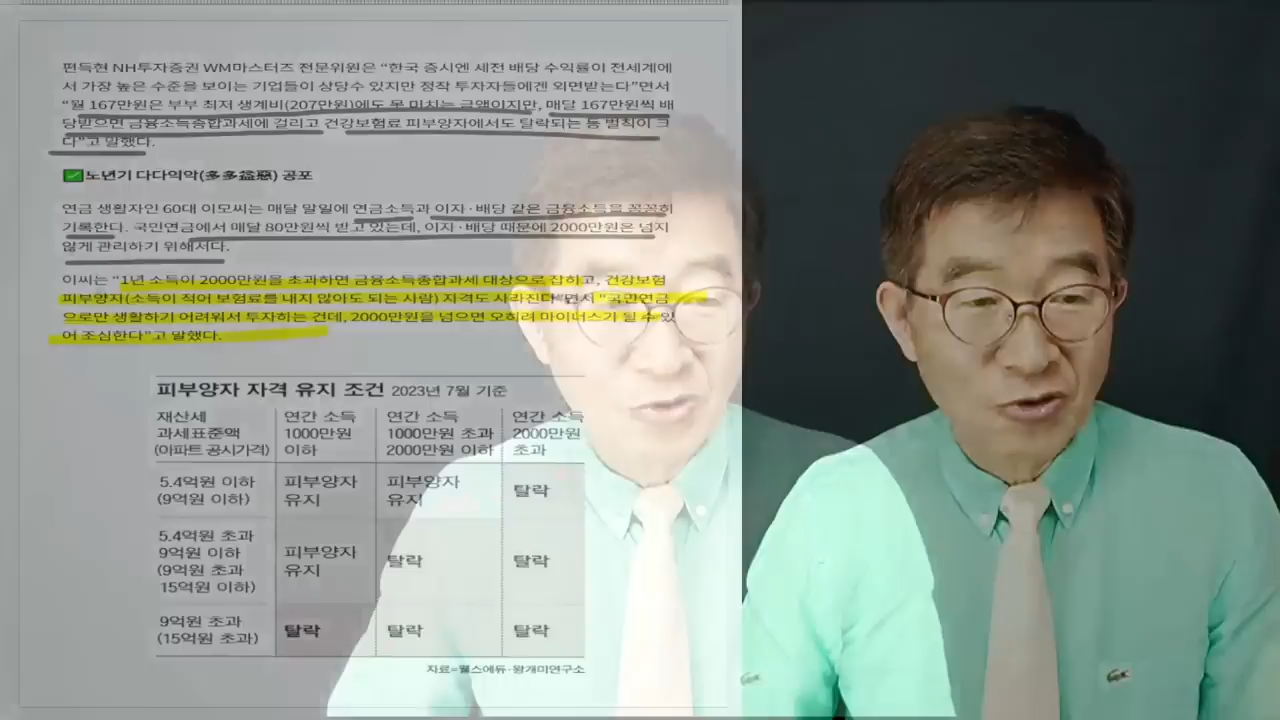 편득현 NH투자증권 WM마스터즈 전문위원은 “한국 증시엔 세전 배당 수익률이 전세계에
서 가장 높은 수준을 보이는 기업들이 상당수 있지만 정작 투자자들에겐 외면받는다”면서
“월 167만원은 부부 최저 생계비(207만원)에도 못 미치는 금액이지만, 매달 167만원씩 배
당받으면 금융소득종합과세에 걸리고 건강보험료 피부양자에서도 탈락되는 등 벌칙이 크
다”고 말했다.
✅노년기 다다익악(多多益惡) 공포
연금 생활자인 60대 이모씨는 매달 말일에 연금소득과 이자·배당 같은 금융소득을 꼼꼼히
기록한다. 국민연금에서 매달 80만원씩 받고 있는데, 이자·배당 때문에 2000만원은 넘지
않게 관리하기 위해서다.
이씨는 “1년 소득이 2000만원을 초과하면 금융소득종합과세 대상으로 잡히고, 건강보험
피부양자(소득이 적어 보험료를 내지 않아도 되는 사람) 자격도 사라진다”면서 “국민연금
으로만 생활하기 어려워서 투자하는 건데, 2000만원을 넘으면 오히려 마이너스가 될 수 있
어 조심한다”고 말했다.
피부양자 자격 유지 조건 2023년 7월 기준
재산세 연간 소득 연간 소득 연간 소득
과세표준액 1000만원 1000만원 초과 2000만원
(아파트 공시가격) 이하 2000만원 이하 초과
5.4억원 이하 피부양자 피부양자 탈락
(9억원 이하) 유지 유지
5.4억원 초과
9억원 이하 피부양자 탈락 탈락
(9억원 초과 유지
15억원 이하)
9억원 초과 탈락 탈락 탈락
(15억원 초과)
자료=웰스에듀·왕개미연구소